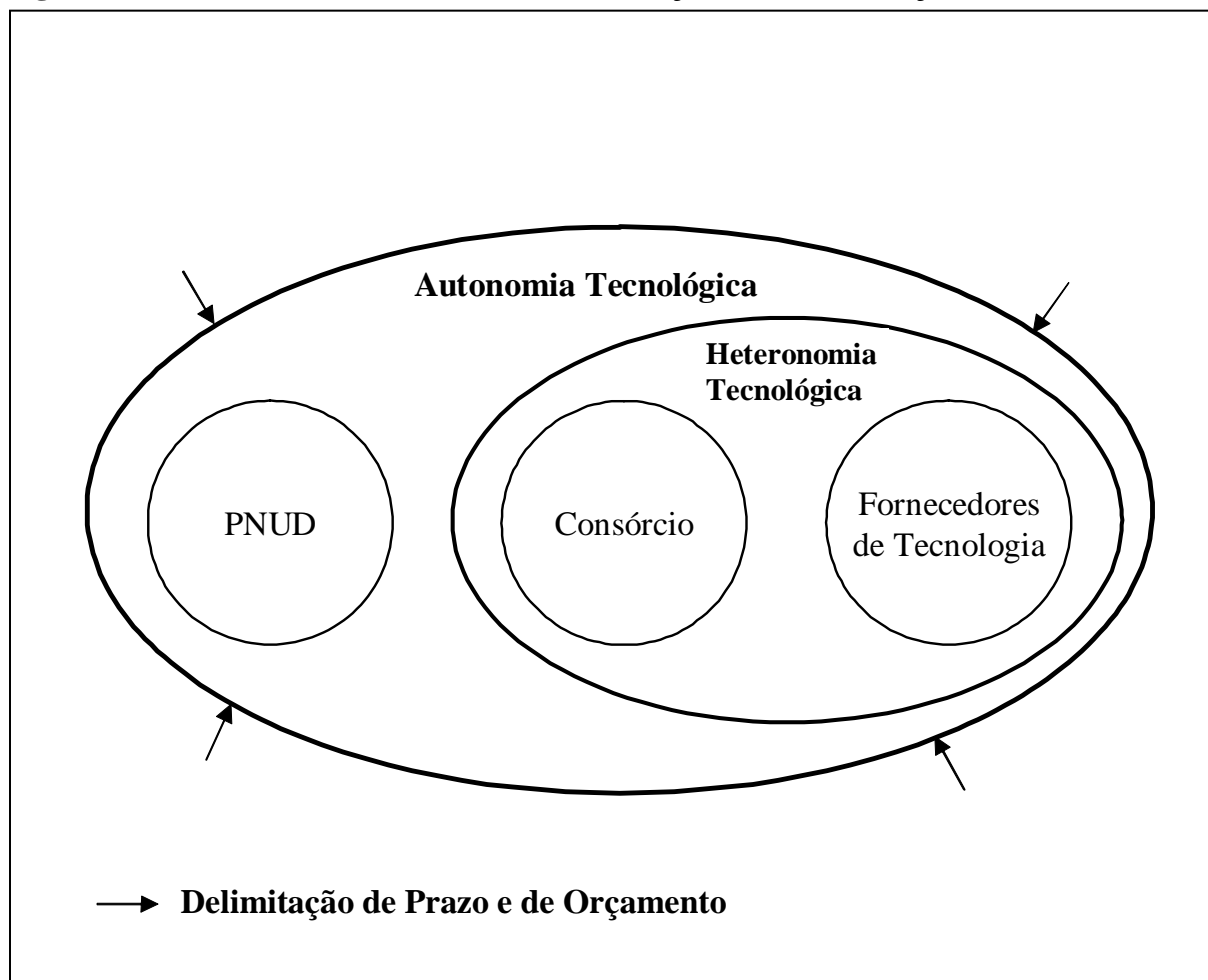 Autonomia Tecnológica
Heteronomia
Tecnológica
PNUD
Consórcio
Fornecedores
de Tecnologia
Delimitação de Prazo e de Orçamento